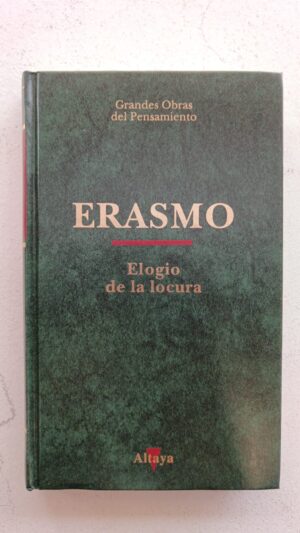 Grandes Obras
del Pensamiento
ERASMO
Elogio
de la locura
Altaya